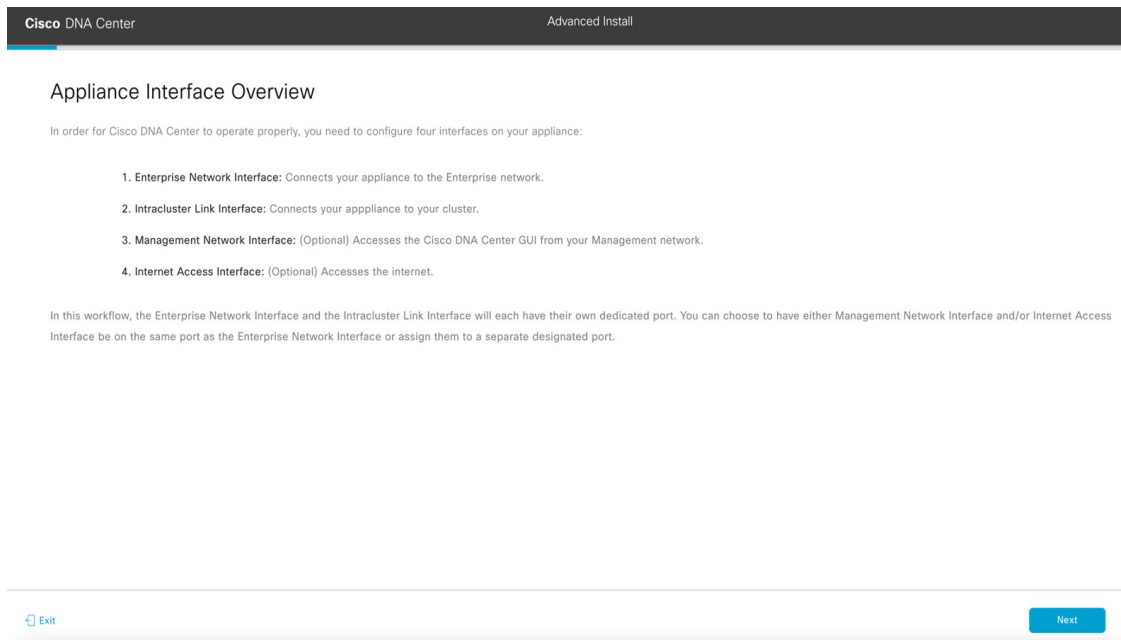 Cisco DNA Center
Advanced Install
Appliance Interface Overview
In order for Cisco DNA Center to operate properly, you need to configure four interfaces on your appliance:
1. Enterprise Network Interface: Connects your appliance to the Enterprise network.
2. Intracluster Link Interface: Connects your apppliance to your cluster.
3. Management Network Interface: (Optional) Accesses the Cisco DNA Center GUI from your Management network.
4. Internet Access Interface: (Optional) Accesses the internet.
In this workflow, the Enterprise Network Interface and the Intracluster Link Interface will each have their own dedicated port. You can choose to have either Management Network Interface and/or Internet Access
Interface be on the same port as the Enterprise Network Interface or assign them to a separate designated port.
Exit
Next